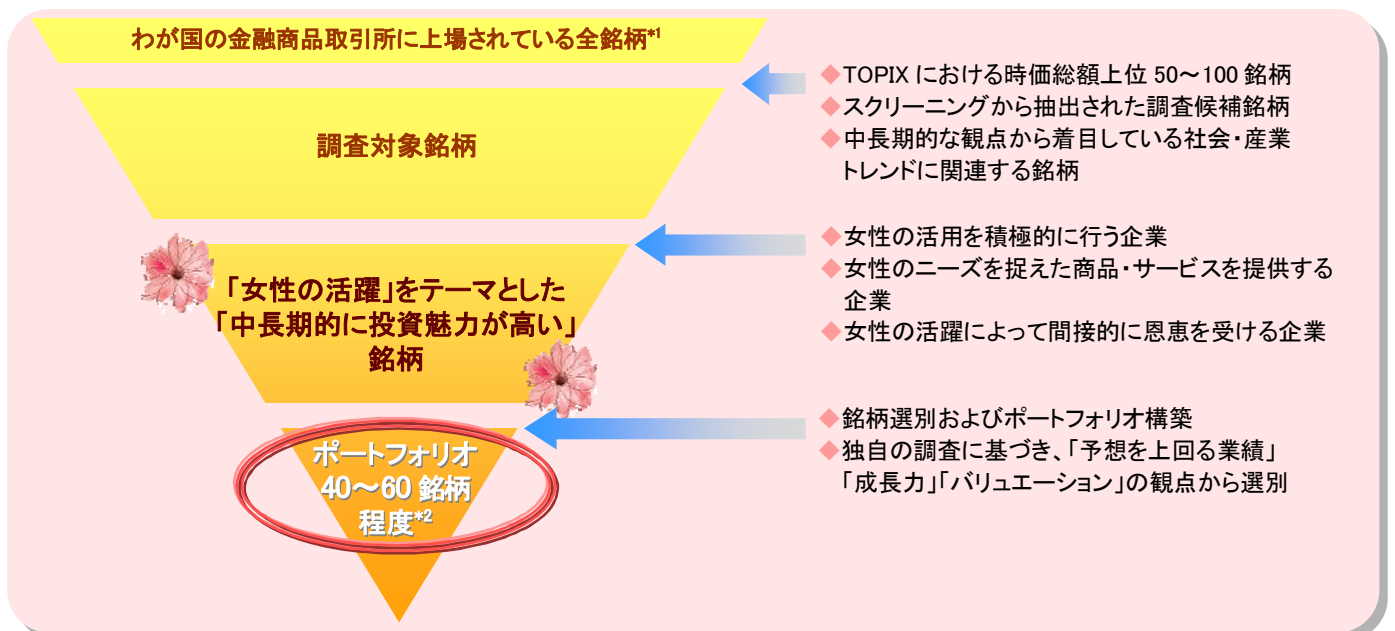 わが国の金融商品取引所に上場されている全銘柄*1
◆TOPIX における時価総額上位 50~100 銘柄
◆スクリーニングから抽出された調査候補銘柄
◆中長期的な観点から着目している社会・産業
トレンドに関連する銘柄
調査対象銘柄
◆女性の活用を積極的に行う企業
◆女性のニーズを捉えた商品・サービスを提供する
企業
◆女性の活躍によって間接的に恩恵を受ける企業
「女性の活躍」をテーマとした
「中長期的に投資魅力が高い」
銘柄
◆銘柄選別およびポートフォリオ構築
◆独自の調査に基づき、「予想を上回る業績」
「成長力」「バリュエーション」の観点から選別
ポートフォリオ
40~60 銘柄
程度*2